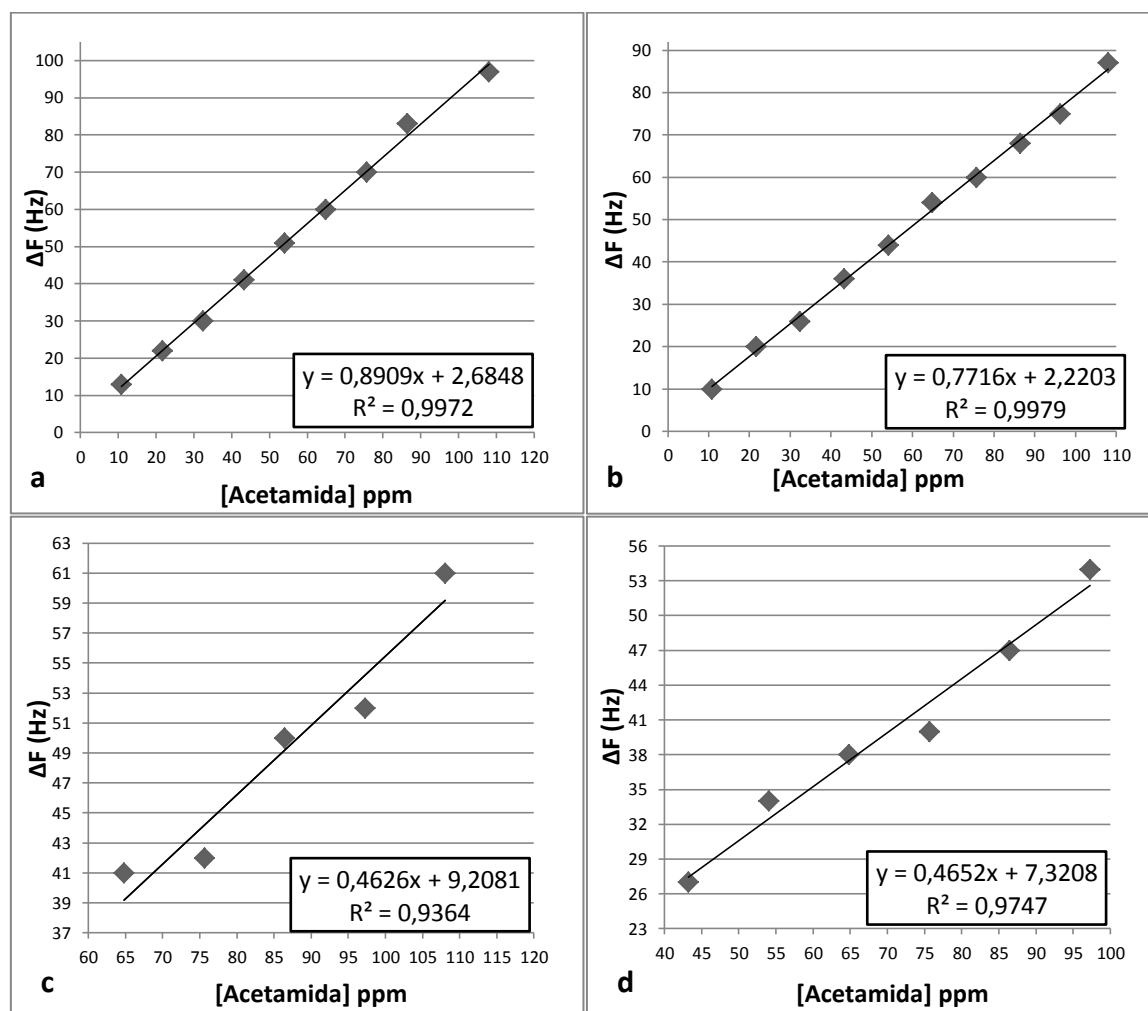 100
90
80
70
60
50
40
30
20
10
0
ΔF (Hz)
y = 0,8909x + 2,6848
R² = 0,9972
0 10 20 30 40 50 60 70 80 90 100 110 120
a
[Acetamida] ppm
90
80
70
60
50
40
30
20
10
0
ΔF (Hz)
y = 0,7716x + 2,2203
R² = 0,9979
0 10 20 30 40 50 60 70 80 90 100 110
b
[Acetamida] ppm
63
61
59
57
55
53
51
49
47
45
43
41
39
37
ΔF (Hz)
y = 0,4626x + 9,2081
R² = 0,9364
60 65 70 75 80 85 90 95 100 105 110 115 120
c
[Acetamida] ppm
56
53
50
47
44
41
38
35
32
29
26
23
ΔF (Hz)
y = 0,4652x + 7,3208
R² = 0,9747
40 45 50 55 60 65 70 75 80 85 90 95 100
d
[Acetamida] ppm